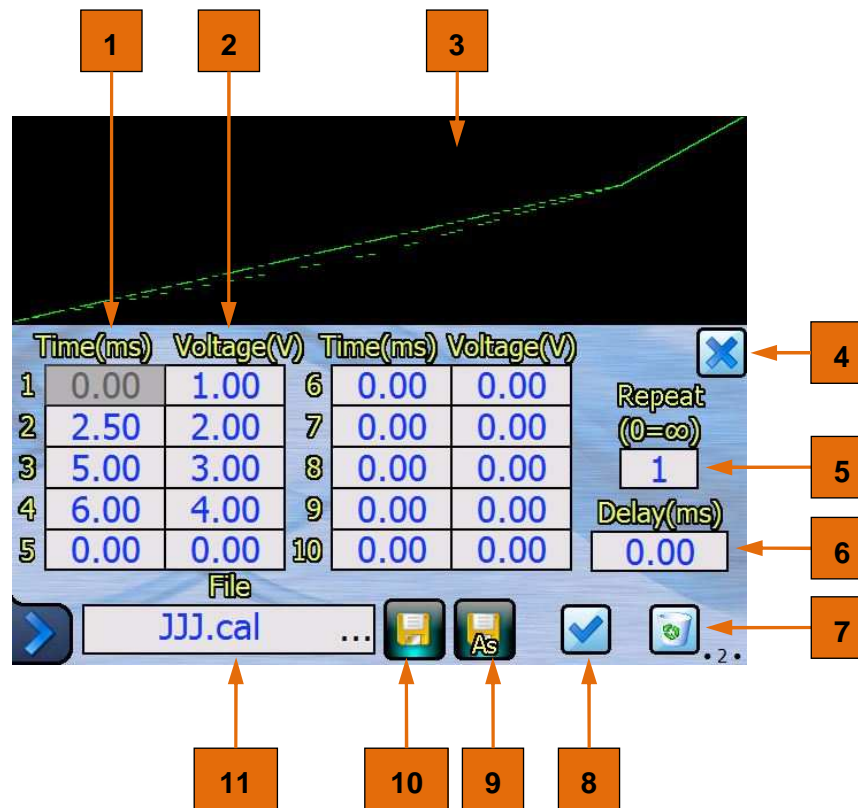 1 2 3
Time(ms) Voltage(V) Time(ms) Voltage(V)
4
1 0.00 1.00 6 0.00 0.00
Repeat
2 2.50 2.00 7 0.00 0.00
(0=∞)
3 5.00 3.00 8 0.00 0.00
1
5
4 6.00 4.00 9 0.00 0.00
Delay(ms)
5 0.00 0.00 10 0.00 0.00
0.00
6
File
JJJ.cal ...
As
7
•2•
11 10 9 8